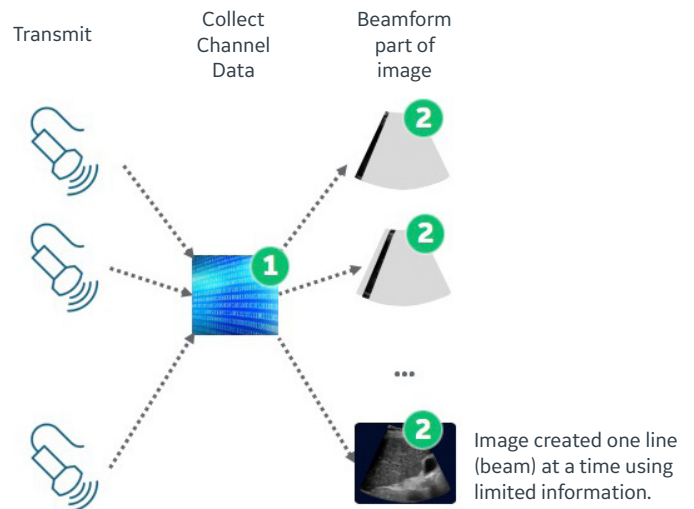 Transmit
Collect
Channel
Data
Beamform
part of
image
2
2
1
...
2
Image created one line
(beam) at a time using
limited information.